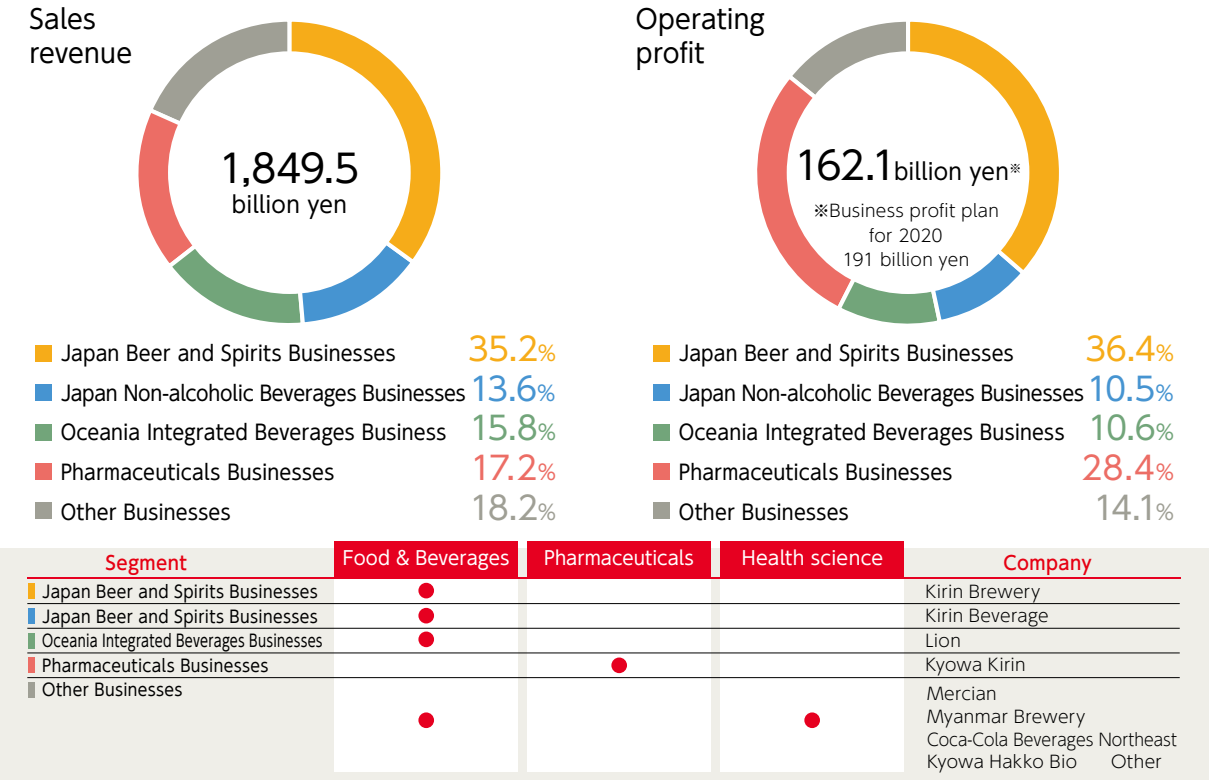 Sales
revenue
1,849.5
billion yen
Japan Beer and Spirits Businesses 35.2%
Japan Non-alcoholic Beverages Businesses 13.6%
Oceania Integrated Beverages Business 15.8%
Pharmaceuticals Businesses 17.2%
Other Businesses 18.2%
Operating
profit
162.1 billion yen※
※Business profit plan
for 2020
191 billion yen
Japan Beer and Spirits Businesses 36.4%
Japan Non-alcoholic Beverages Businesses 10.5%
Oceania Integrated Beverages Business 10.6%
Pharmaceuticals Businesses 28.4%
Other Businesses 14.1%
Segment Food & Beverages Pharmaceuticals Health science Company
Japan Beer and Spirits Businesses Kirin Brewery
Japan Beer and Spirits Businesses Kirin Beverage
Oceania Integrated Beverages Businesses Lion
Pharmaceuticals Businesses Kyowa Kirin
Other Businesses Mercian
Myanmar Brewery
Coca-Cola Beverages Northeast
Kyowa Hakko Bio Other